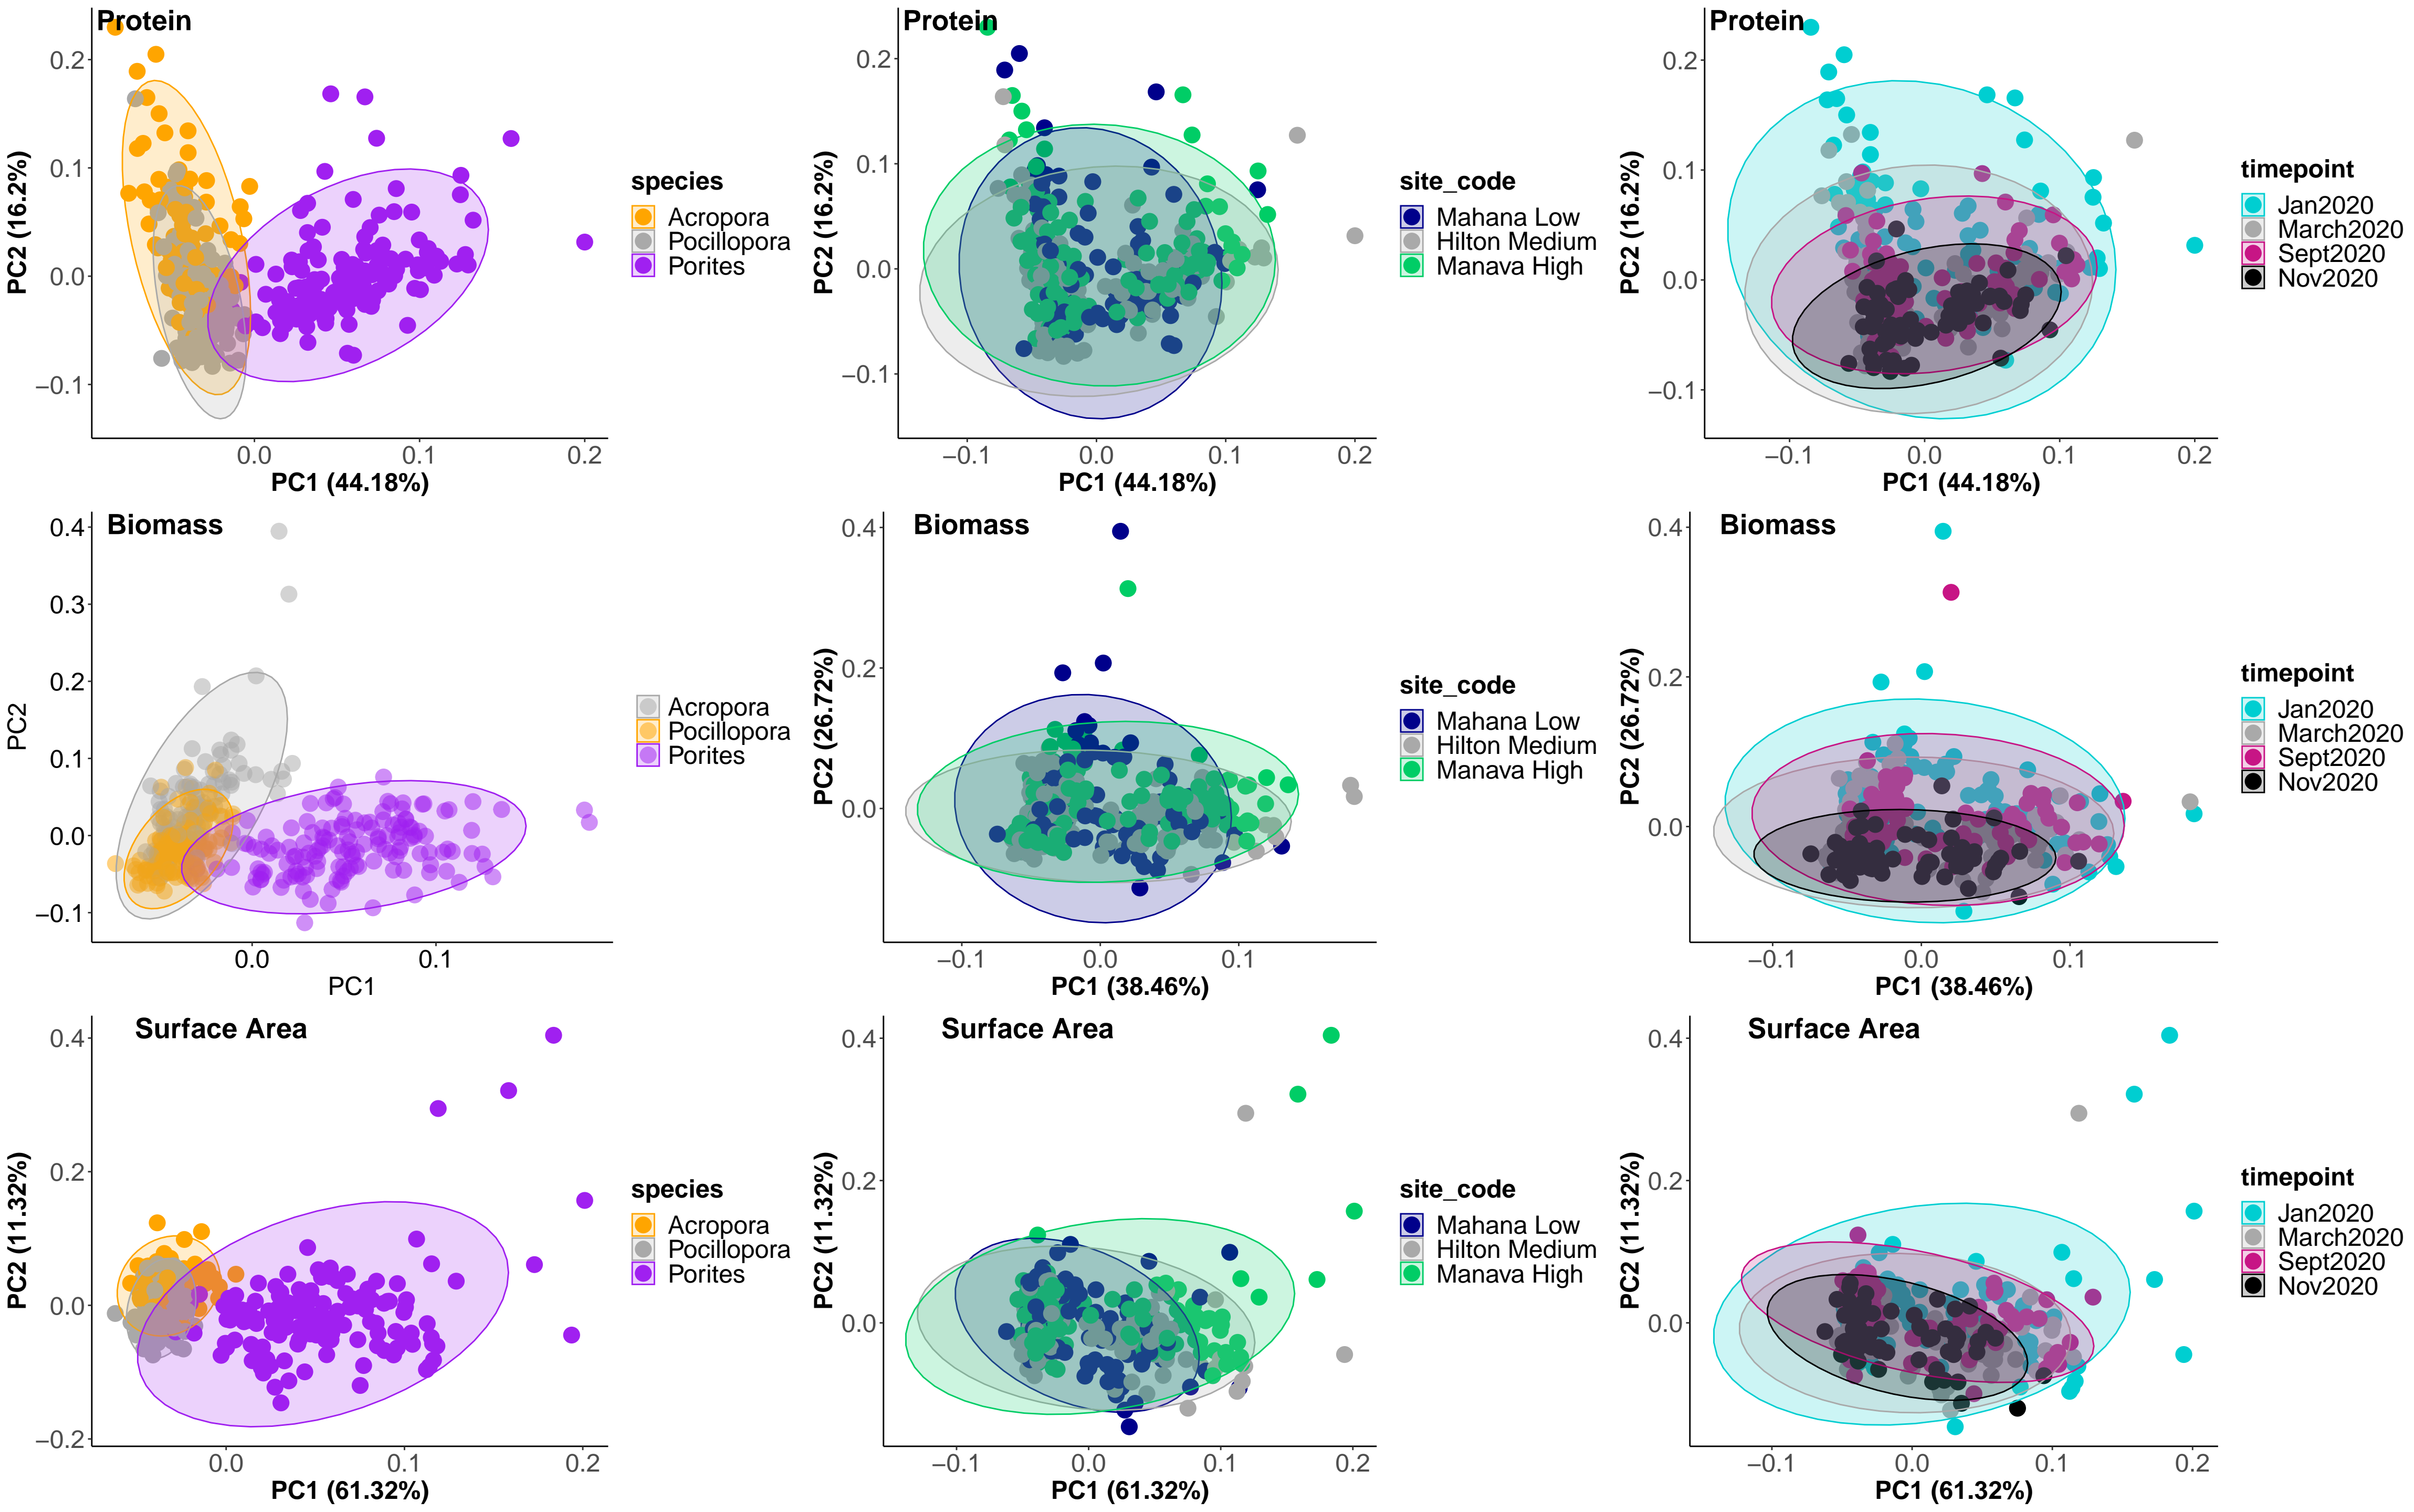 Protein
0.2
0.1
0.0
−0.1
PC2 (16.2%)
0.0
0.1
0.2
PC1 (44.18%)
species
Acropora
Pocillopora
Porites
Protein
0.2
0.1
0.0
−0.1
PC2 (16.2%)
−0.1
0.0
0.1
0.2
PC1 (44.18%)
site_code
Mahana Low
Hilton Medium
Manava High
Protein
0.2
0.1
0.0
−0.1
PC2 (16.2%)
−0.1
0.0
0.1
0.2
PC1 (44.18%)
timepoint
Jan2020
March2020
Sept2020
Nov2020
Biomass
0.4
0.3
0.2
0.1
0.0
−0.1
PC2
0.0
0.1
PC1
Acropora
Pocillopora
Porites
Biomass
0.4
0.2
0.0
PC2 (26.72%)
−0.1
0.0
0.1
PC1 (38.46%)
site_code
Mahana Low
Hilton Medium
Manava High
Biomass
0.4
0.2
0.0
PC2 (26.72%)
−0.1
0.0
0.1
PC1 (38.46%)
timepoint
Jan2020
March2020
Sept2020
Nov2020
Surface Area
0.4
0.2
0.0
−0.2
PC2 (11.32%)
0.0
0.1
0.2
PC1 (61.32%)
species
Acropora
Pocillopora
Porites
Surface Area
0.4
0.2
0.0
PC2 (11.32%)
−0.1
0.0
0.1
0.2
PC1 (61.32%)
site_code
Mahana Low
Hilton Medium
Manava High
Surface Area
0.4
0.2
0.0
PC2 (11.32%)
−0.1
0.0
0.1
0.2
PC1 (61.32%)
timepoint
Jan2020
March2020
Sept2020
Nov2020